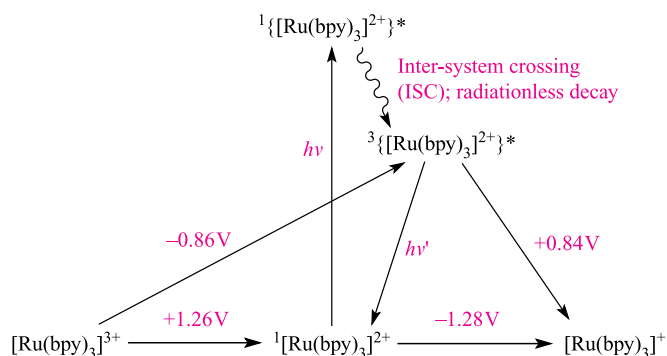 ¹{[Ru(bpy)₃]²⁺}*
Inter-system crossing
(ISC); radiationless decay
³{[Ru(bpy)₃]²⁺}*
hν
–0.86V
hν'
+0.84V
+1.26V
–1.28V
[Ru(bpy)₃]³⁺
¹[Ru(bpy)₃]²⁺
[Ru(bpy)₃]⁺